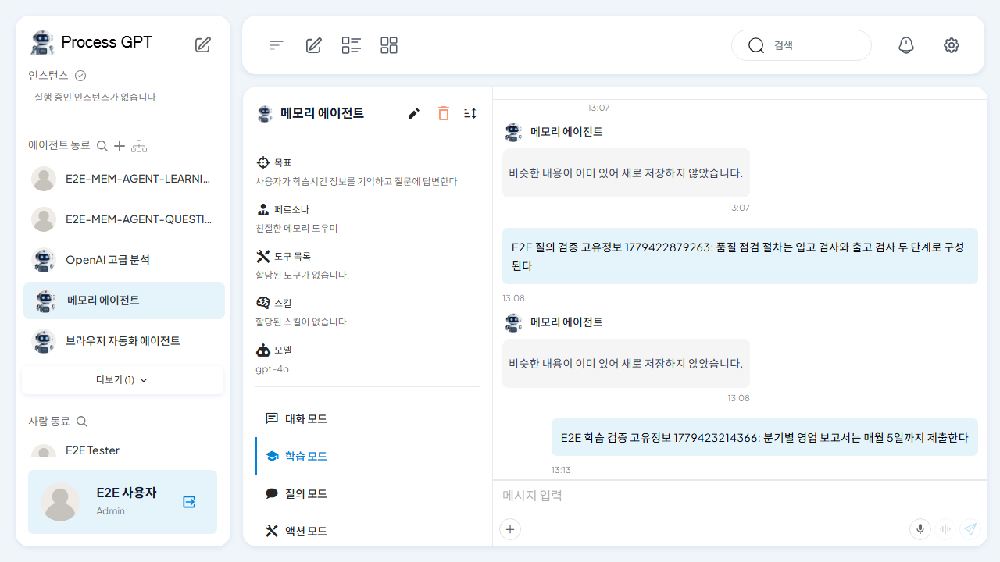 Process GPT
인스턴스
실행 중인 인스턴스가 없습니다
에이전트 동료
E2E-MEM-AGENT-LEARNI...
E2E-MEM-AGENT-QUESTI...
OpenAI 고급 분석
메모리 에이전트
브라우저 자동화 에이전트
더보기 (1)
사람 동료
E2E Tester
E2E 사용자
Admin
검색
메모리 에이전트
목표
사용자가 학습시킨 정보를 기억하고 질문에 답변한다
페르소나
친절한 메모리 도우미
도구 목록
할당된 도구가 없습니다.
스킬
할당된 스킬이 없습니다.
모델
gpt-4o
대화 모드
학습 모드
질의 모드
액션 모드
13:07
메모리 에이전트
비슷한 내용이 이미 있어 새로 저장하지 않았습니다.
13:07
E2E 질의 검증 고유정보 1779422879263: 품질 점검 절차는 입고 검사와 출고 검사 두 단계로 구성
된다
13:08
메모리 에이전트
비슷한 내용이 이미 있어 새로 저장하지 않았습니다.
13:08
E2E 학습 검증 고유정보 1779423214366: 분기별 영업 보고서는 매월 5일까지 제출한다
13:13
메시지 입력